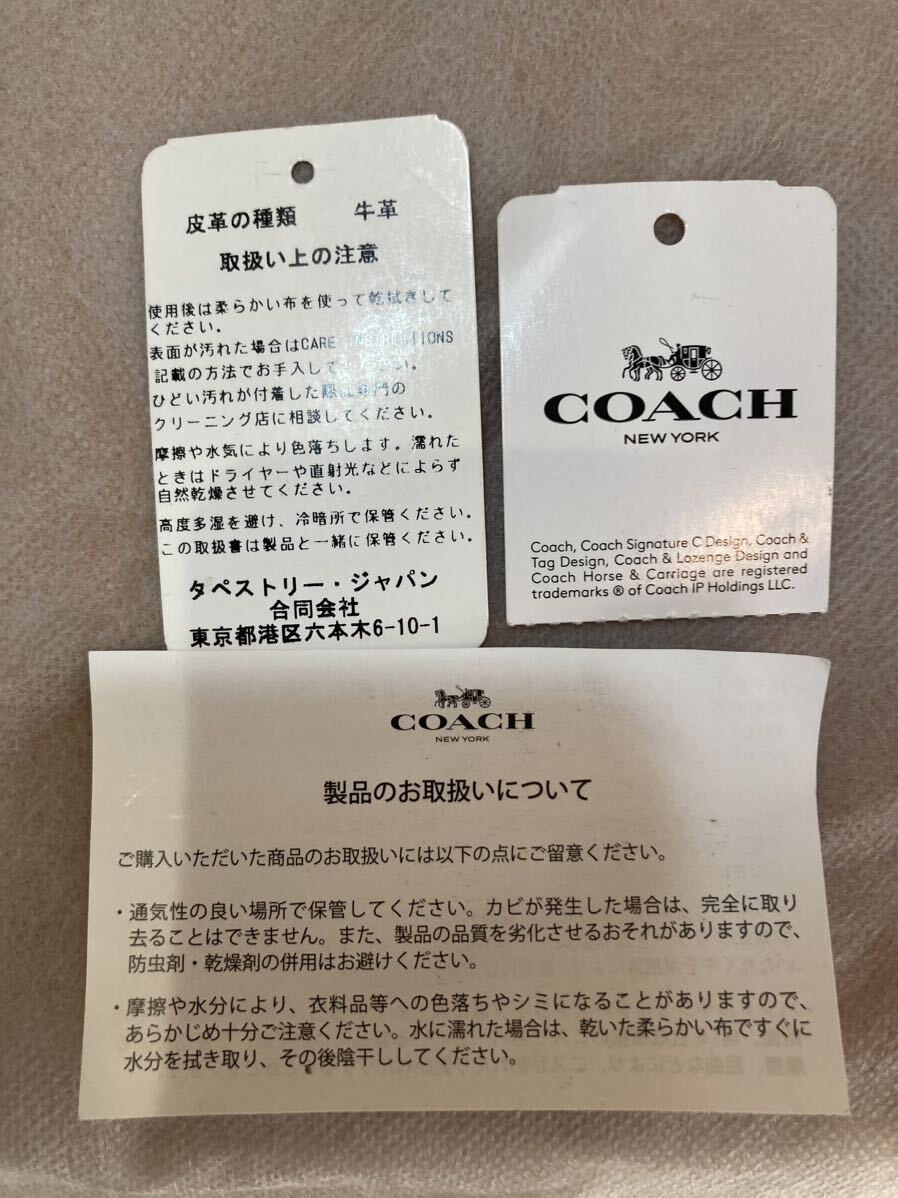 皮革の種類 牛革
取扱い上の注意
使用後は柔らかい布を使って乾拭きして
ください。
表面が汚れた場合はCARE INSTRUCTIONS
記載の方法でお手入して
ひどい汚れが付着した際は専門の
クリーニング店に相談してください。
摩擦や水気により色落ちします。濡れた
ときはドライヤーや直射光などによらず
自然乾燥させてください。
高度多湿を避け、冷暗所で保管ください。
この取扱書は製品と一緒に保管ください。
タペストリー・ジャパン
合同会社
東京都港区六本木6-10-1
COACH
NEW YORK
Coach, Coach Signature C Design, Coach &
Tag Design, Coach & Lozenge Design and
Coach Horse & Carriage are registered
trademarks ® of Coach IP Holdings LLC.
COACH
NEW YORK
製品のお取扱いについて
ご購入いただいた商品のお取扱いには以下の点にご留意ください。
・通気性の良い場所で保管してください。カビが発生した場合は、完全に取り
去ることはできません。また、製品の品質を劣化させるおそれがありますので、
防虫剤・乾燥剤の併用はお避けください。
・摩擦や水分により、衣料品等への色落ちやシミになることがありますので、
あらかじめ十分ご注意ください。水に濡れた場合は、乾いた柔らかい布ですぐに
水分を拭き取り、その後陰干ししてください。